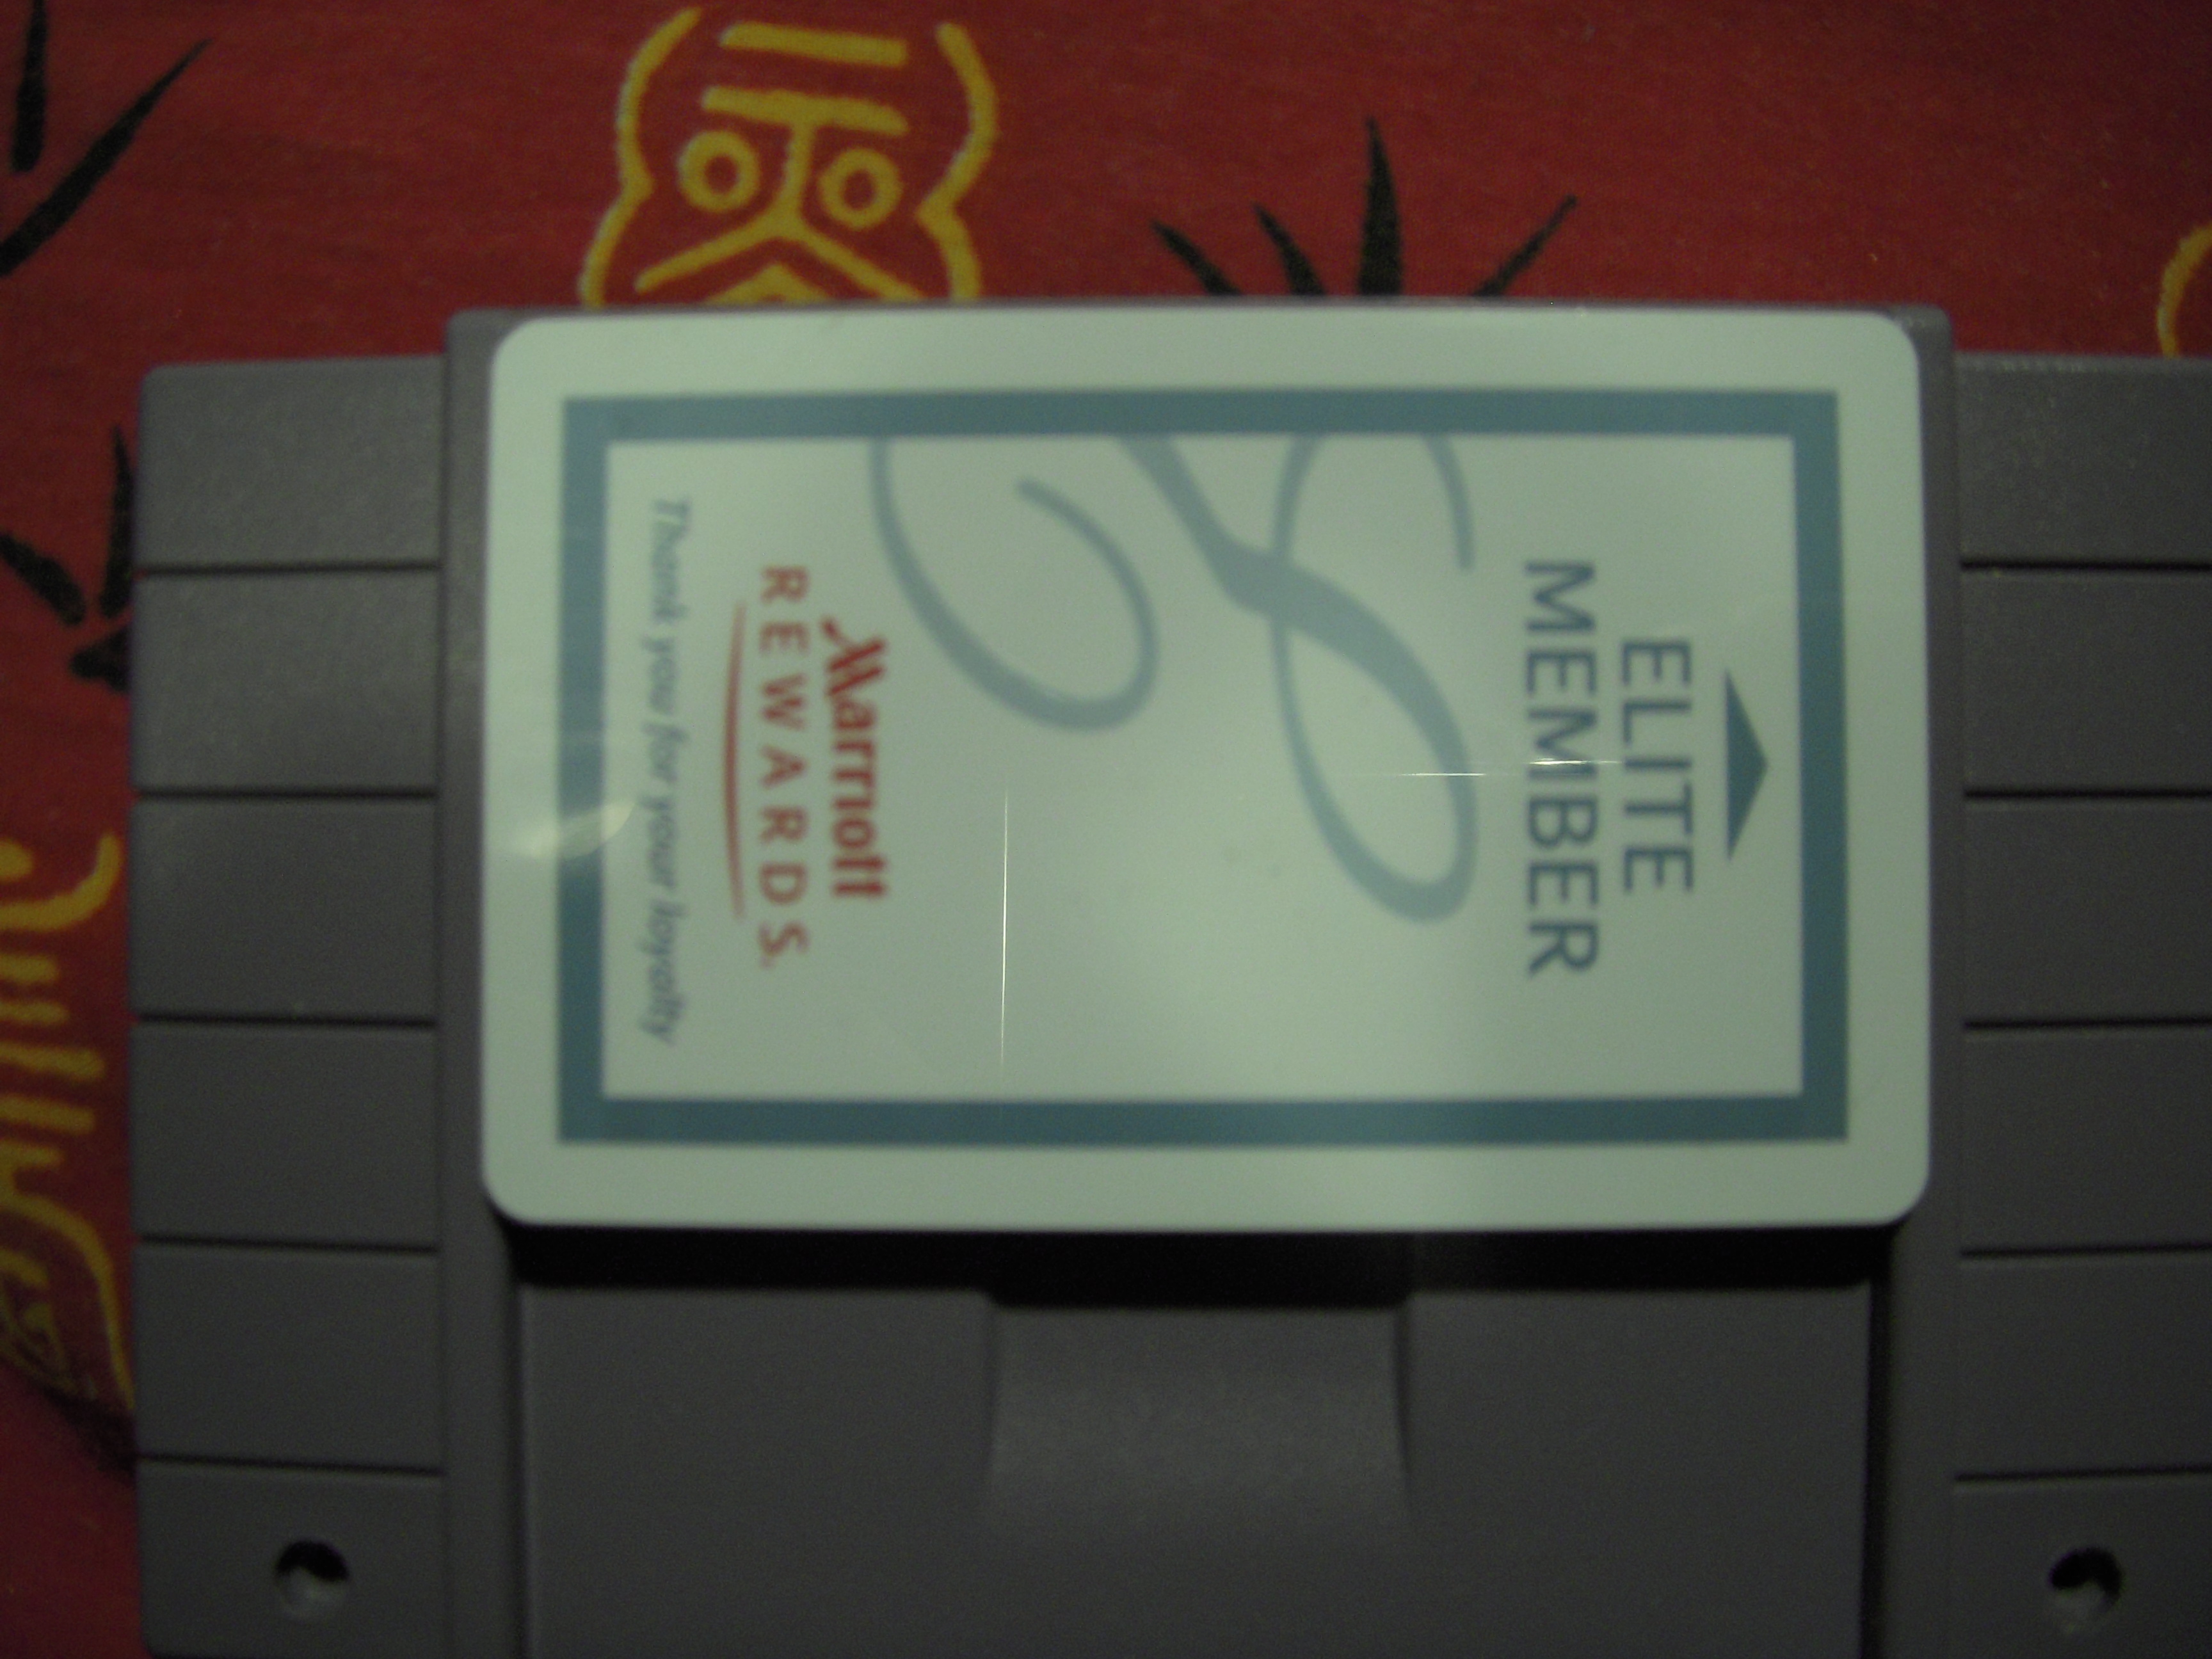 ELITE
MEMBER
Marriott
REWARDS.
Thank you for your loyalty